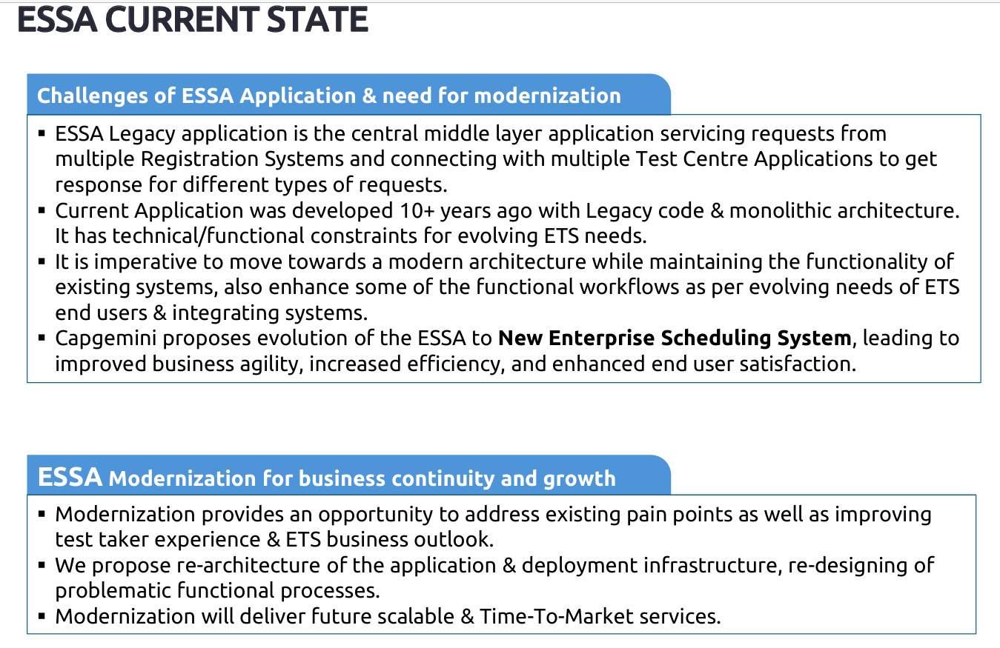 ESSA CURRENT STATE
Challenges of ESSA Application & need for modernization
▪ ESSA Legacy application is the central middle layer application servicing requests from
multiple Registration Systems and connecting with multiple Test Centre Applications to get
response for different types of requests.
▪ Current Application was developed 10+ years ago with Legacy code & monolithic architecture.
It has technical/functional constraints for evolving ETS needs.
▪ It is imperative to move towards a modern architecture while maintaining the functionality of
existing systems, also enhance some of the functional workflows as per evolving needs of ETS
end users & integrating systems.
▪ Capgemini proposes evolution of the ESSA to New Enterprise Scheduling System, leading to
improved business agility, increased efficiency, and enhanced end user satisfaction.
ESSA Modernization for business continuity and growth
▪ Modernization provides an opportunity to address existing pain points as well as improving
test taker experience & ETS business outlook.
▪ We propose re-architecture of the application & deployment infrastructure, re-designing of
problematic functional processes.
▪ Modernization will deliver future scalable & Time-To-Market services.